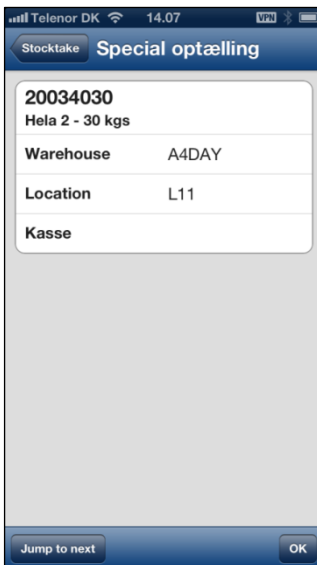 Telenor DK 14.07 VPN
Stocktake Special optælling
20034030
Hela 2 - 30 kgs
Warehouse A4DAY
Location L11
Kasse
Jump to next OK